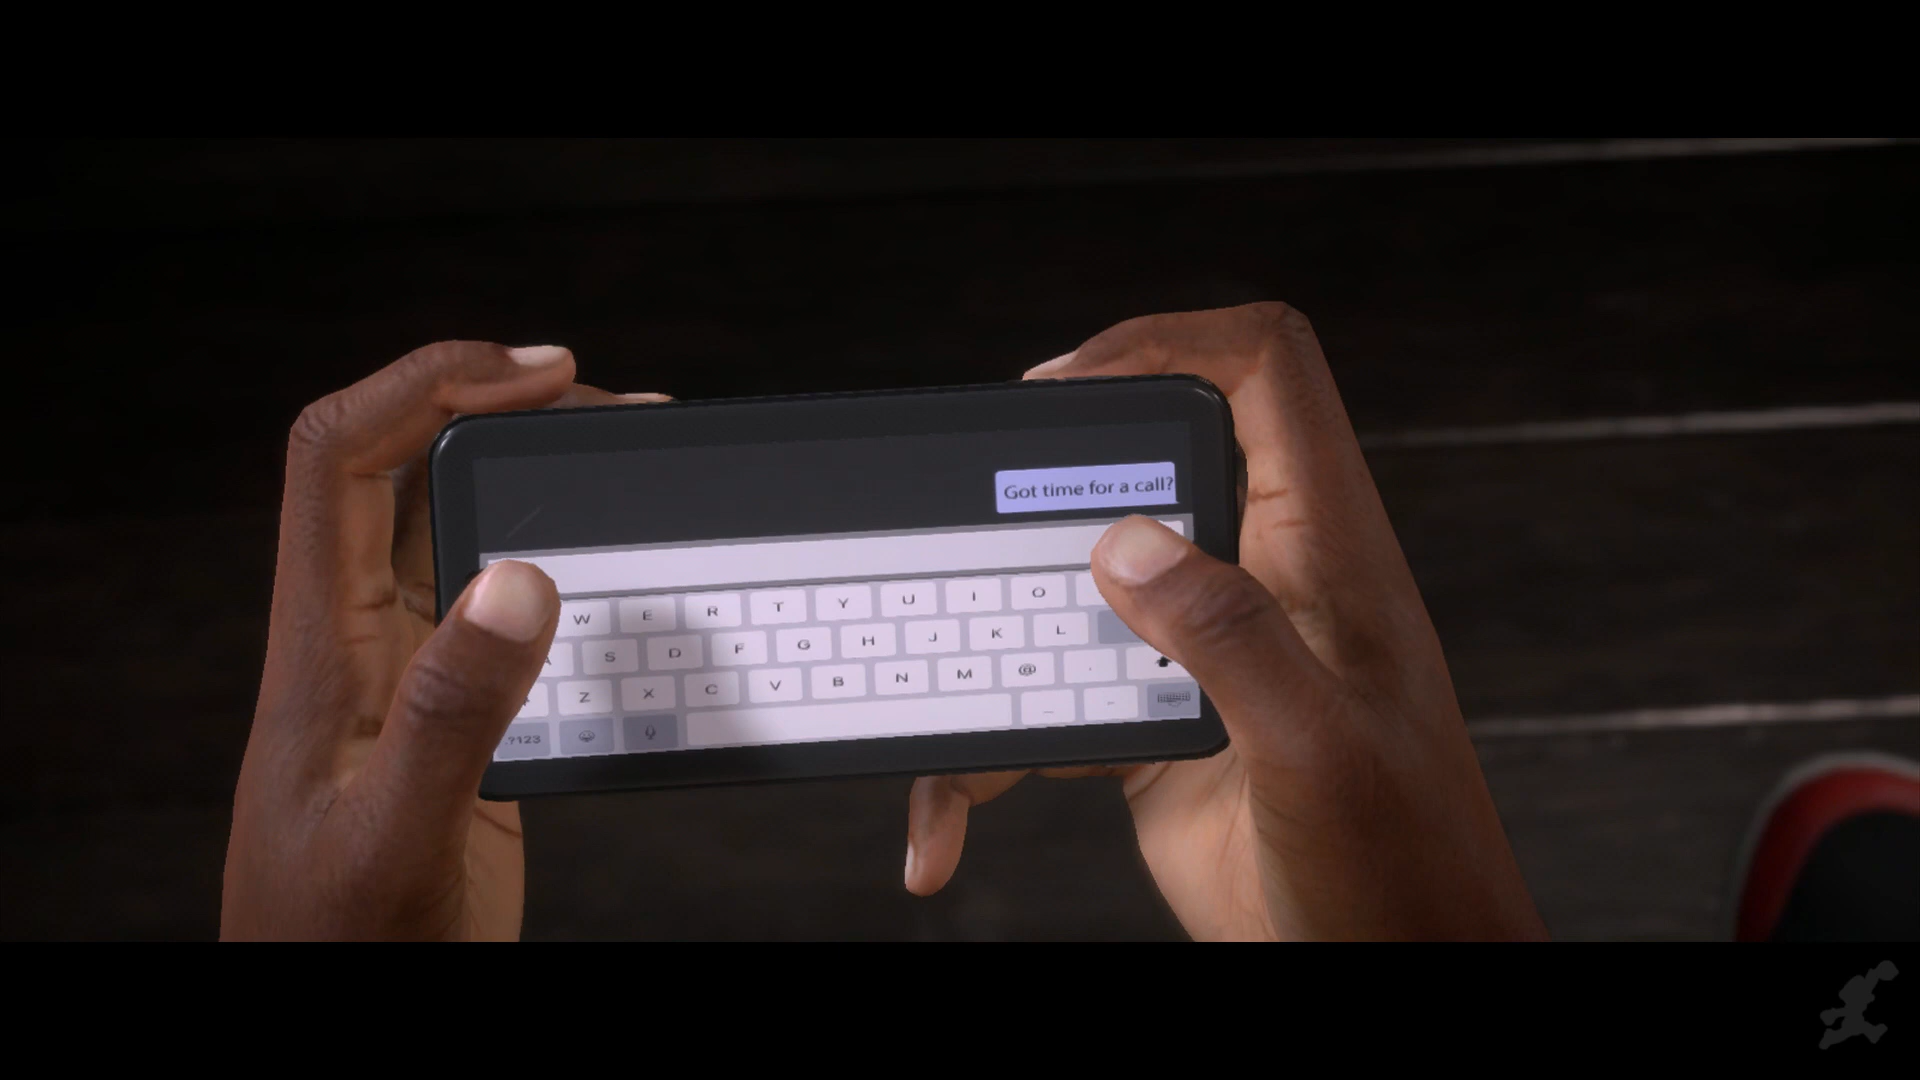 Got time for a call?
W E R T Y U I O
A S D F G H J K L
Z X C V B N M @ .
.?123 _ -